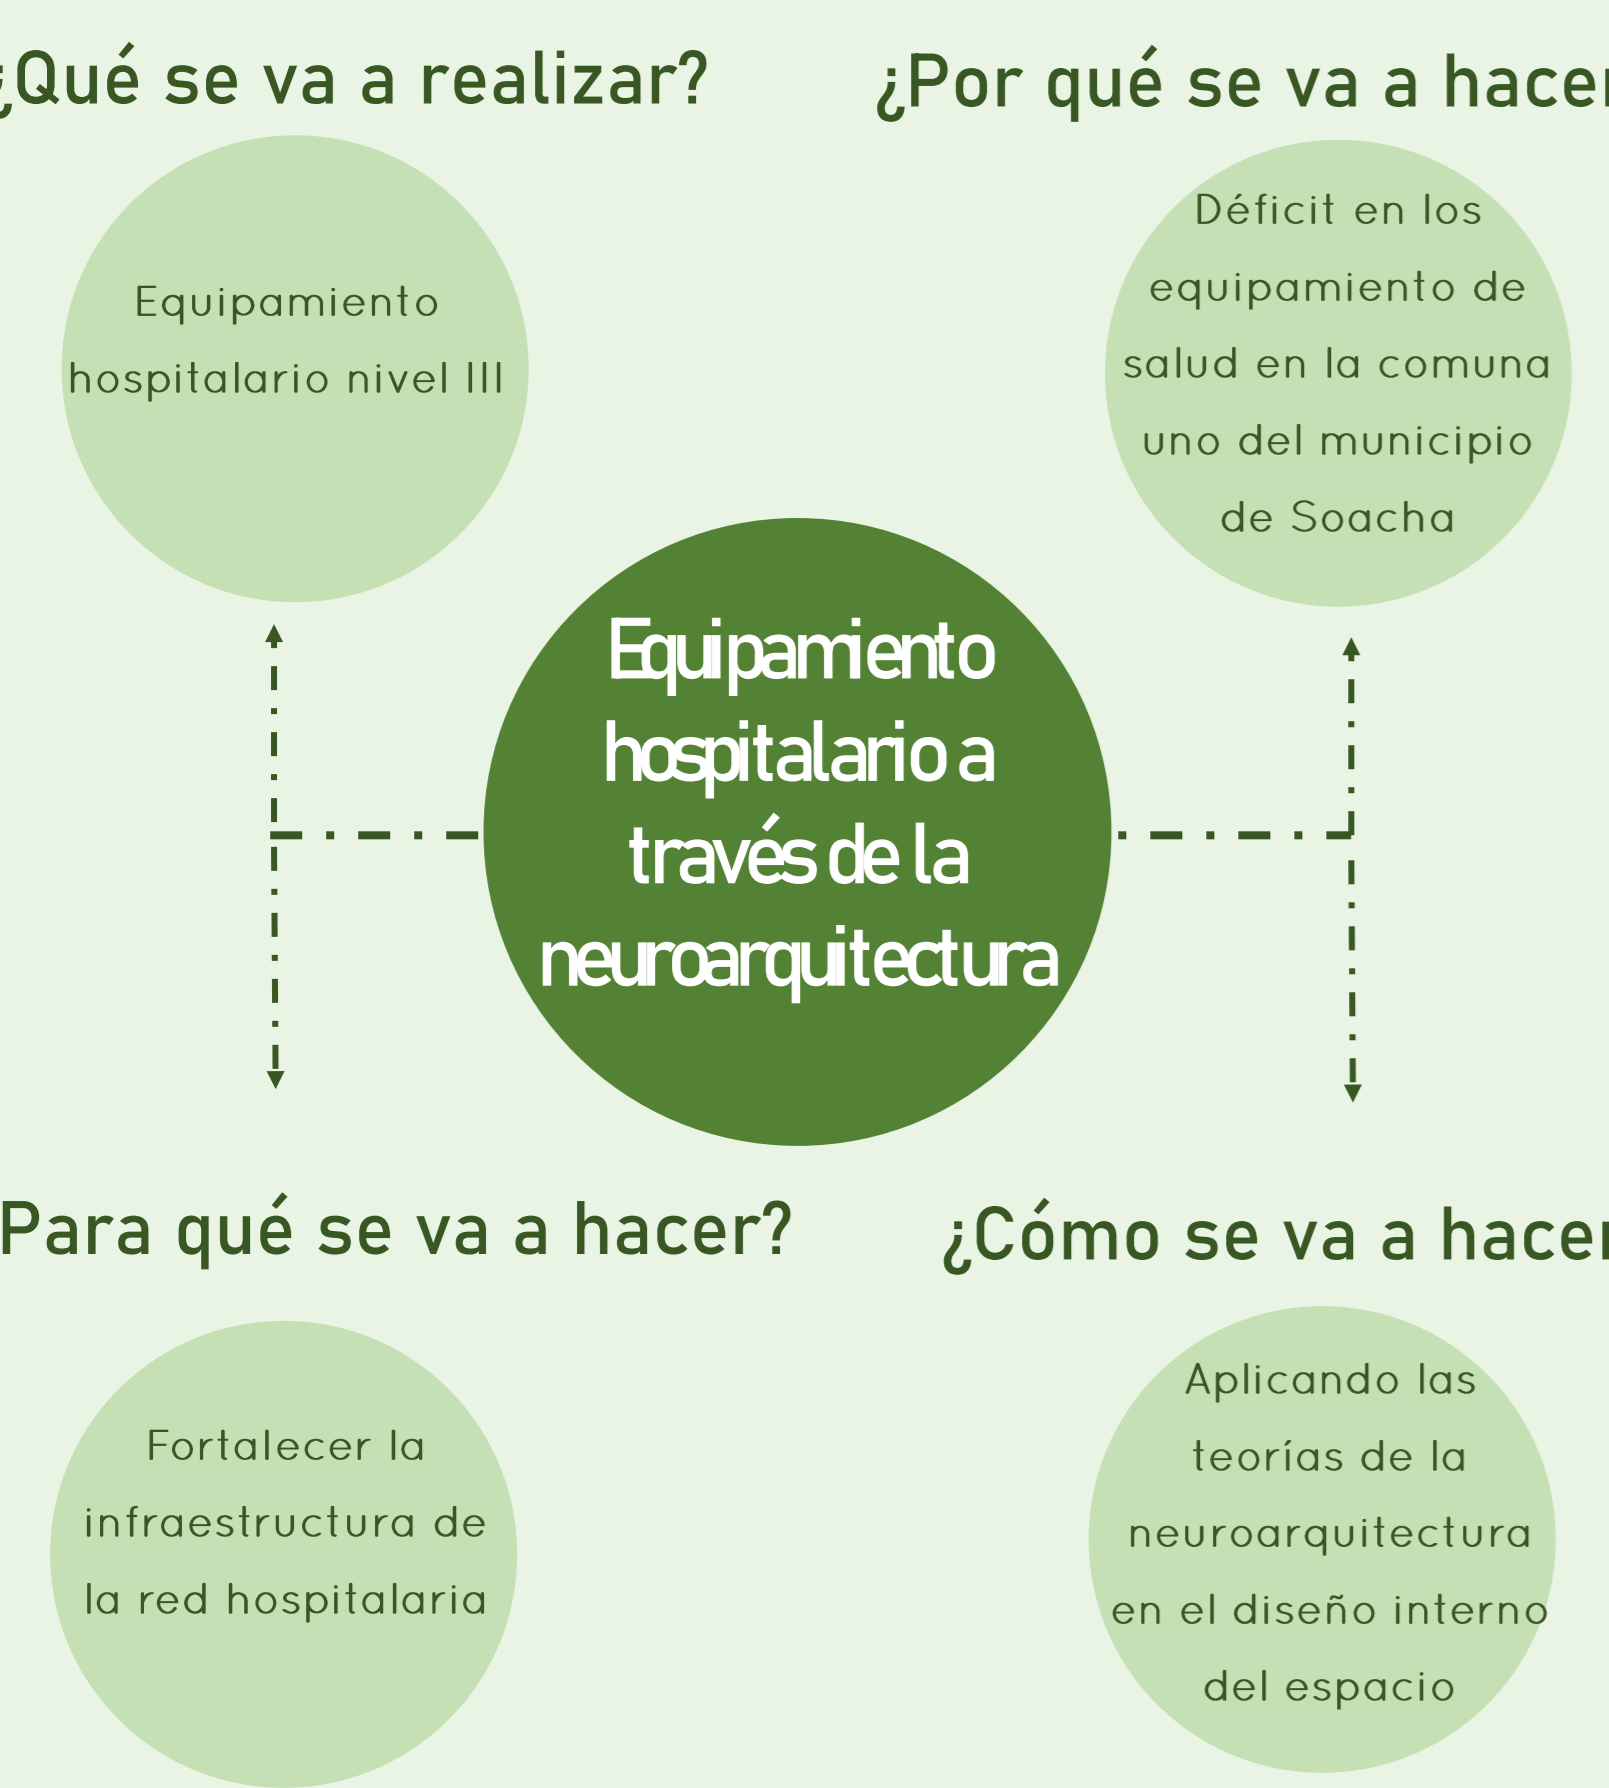 ¿Qué se va a realizar?
Equipamiento
hospitalario nivel III
¿Por qué se va a hacer
Déficit en los
equipamiento de
salud en la comuna
uno del municipio
de Soacha
Equipamiento
hospitalario a
través de la
neuroarquitectura
Para qué se va a hacer?
Fortalecer la
infraestructura de
la red hospitalaria
¿Cómo se va a hacer
Aplicando las
teorías de la
neuroarquitectura
en el diseño interno
del espacio